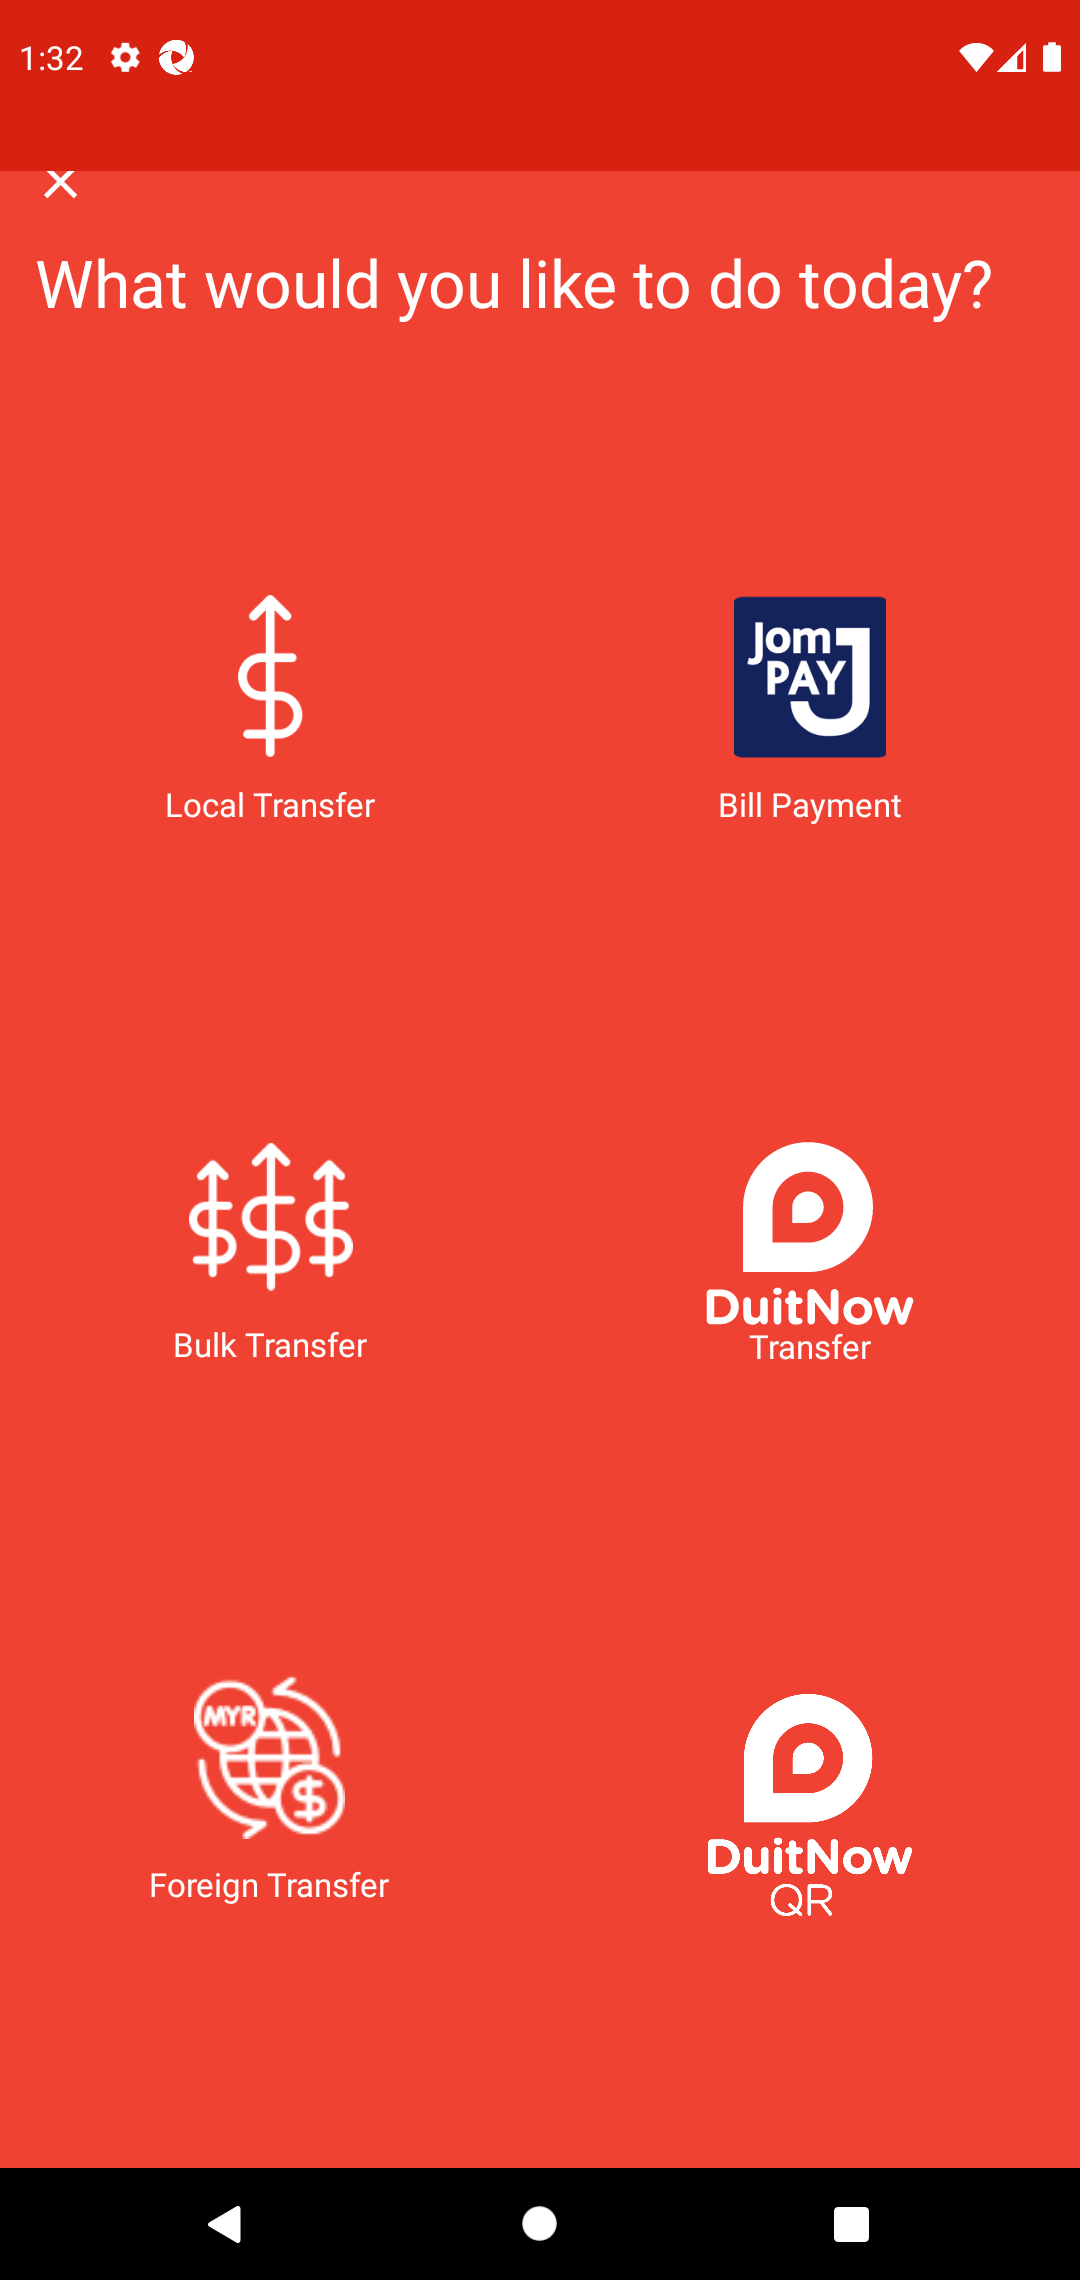 1:32
What would you like to do today?
Jom
PAY
Local Transfer
Bill Payment
DuitNow
Bulk Transfer
Transfer
MYR
$
Foreign Transfer
DuitNow
QR